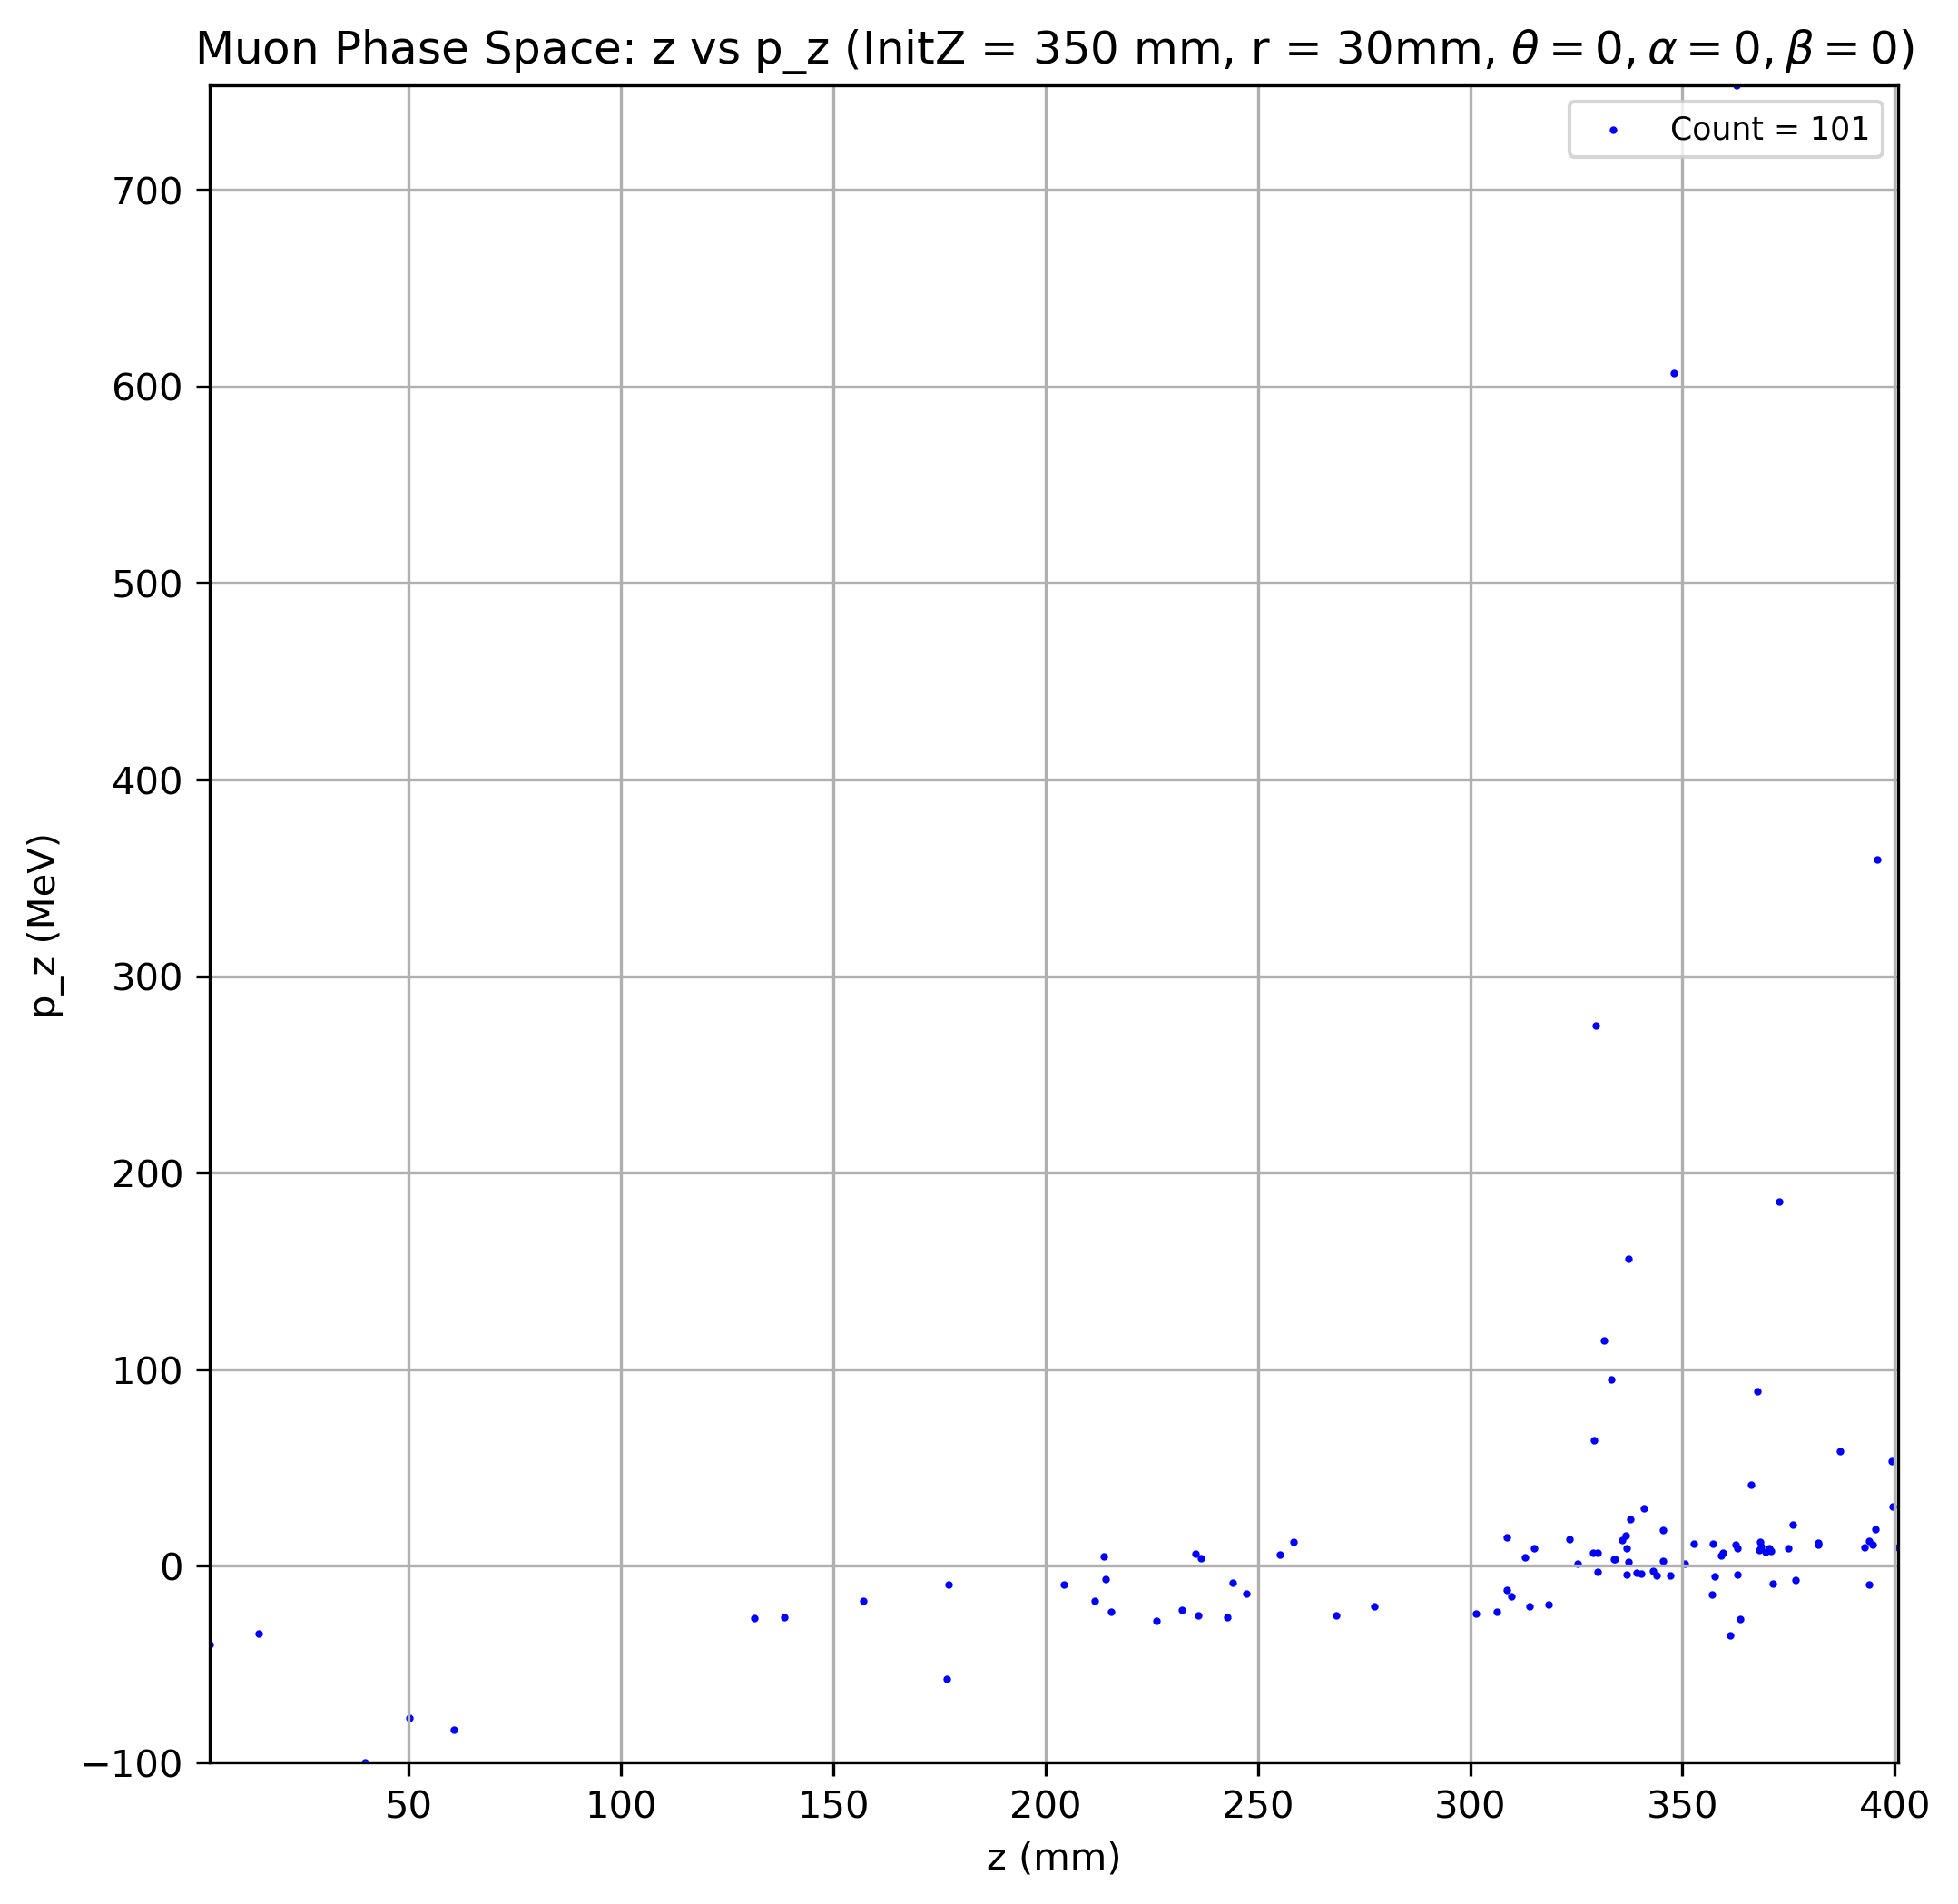 Muon Phase Space: z vs p_z (InitZ = 350 mm, r = 30mm, θ = 0, α = 0, β = 0)
Count = 101
700
600
500
400
300
200
100
0
−100
p_z (MeV)
50 100 150 200 250 300 350 400
z (mm)